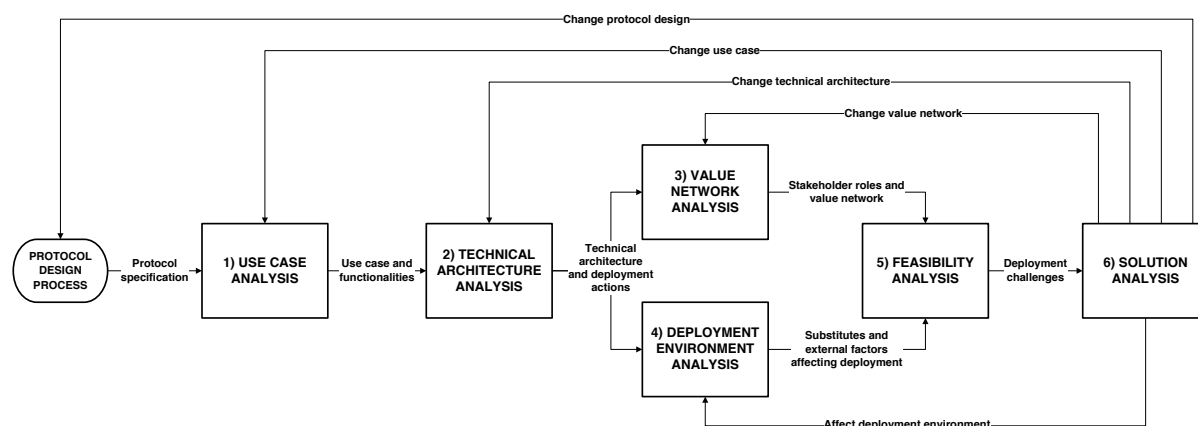 Change protocol design
Change use case
Change technical architecture
Change value network
3) VALUE
NETWORK
ANALYSIS
Stakeholder roles and
value network
PROTOCOL
DESIGN
PROCESS
Protocol
specification
1) USE CASE
ANALYSIS
Use case and
functionalities
2) TECHNICAL
ARCHITECTURE
ANALYSIS
Technical
architecture
and deployment
actions
5) FEASIBILITY
ANALYSIS
Deployment
challenges
6) SOLUTION
ANALYSIS
4) DEPLOYMENT
ENVIRONMENT
ANALYSIS
Substitutes and
external factors
affecting deployment
Affect deployment environment